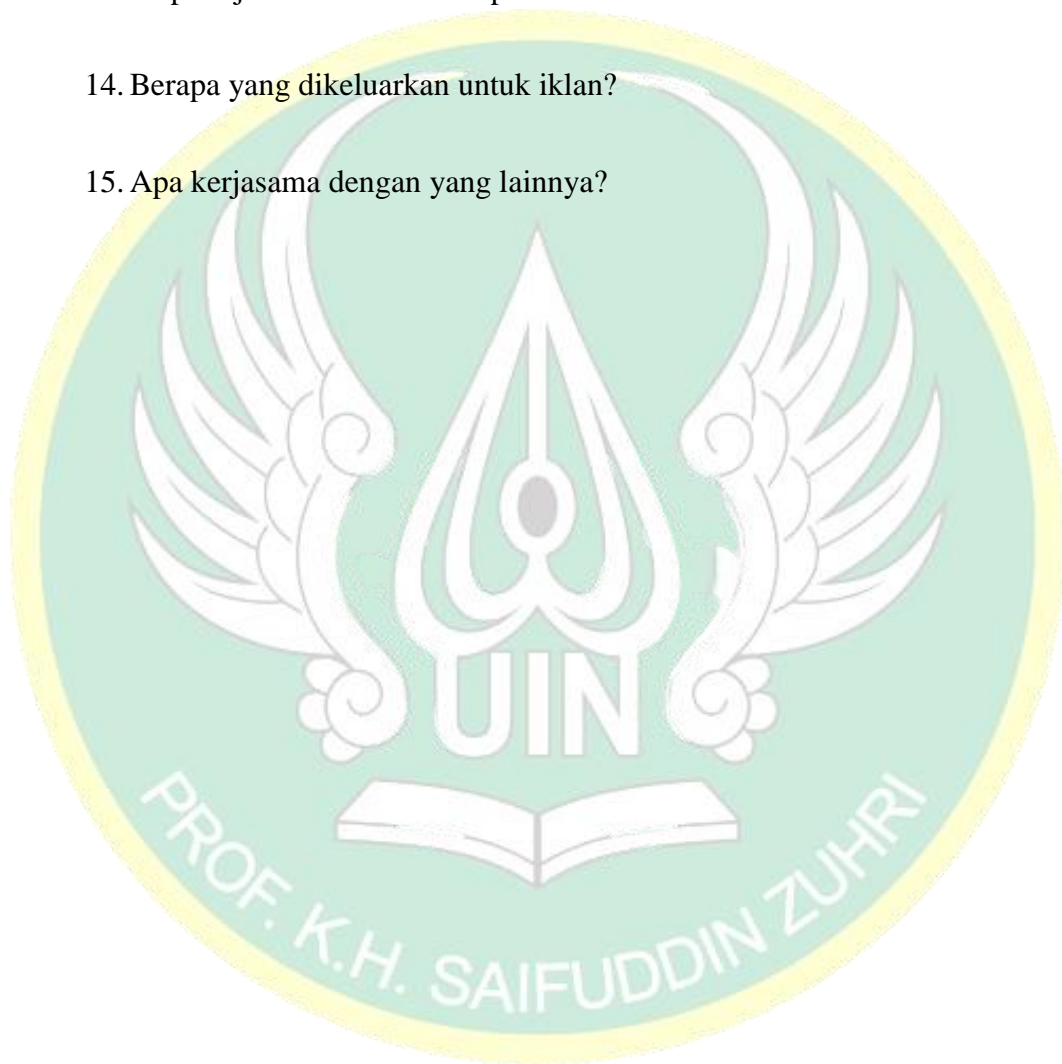 14. Berapa yang dikeluarkan untuk iklan?
15. Apa kerjasama dengan yang lainnya?
UIN
PROF. K.H. SAIFUDDIN ZUHRI